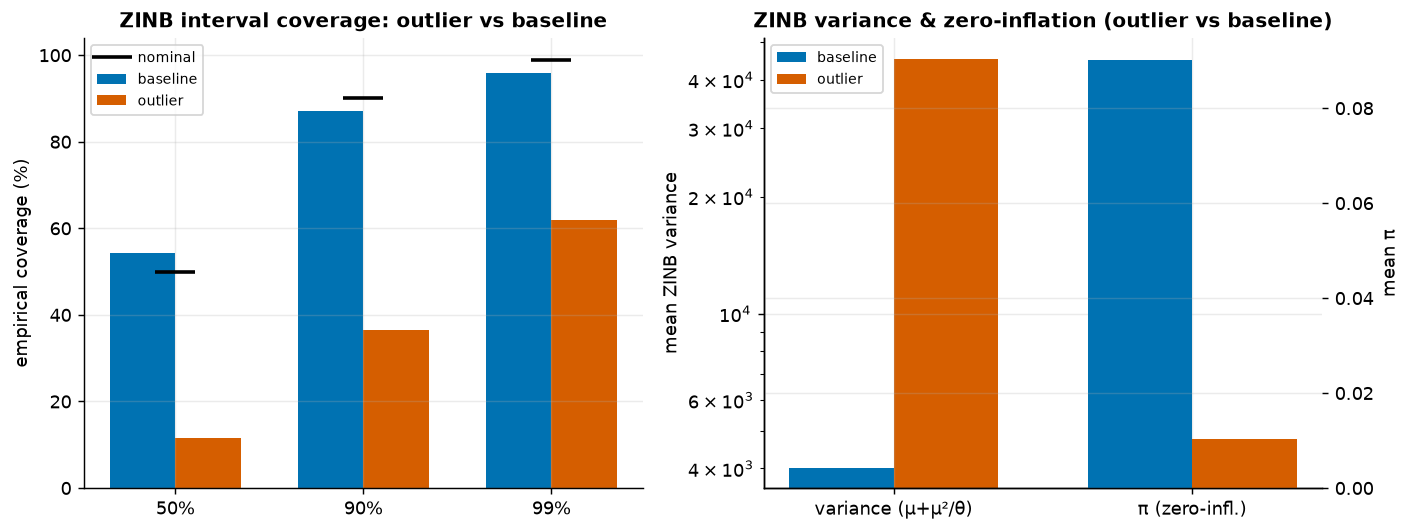 ZINB interval coverage: outlier vs baseline
nominal
baseline
outlier
empirical coverage (%)
100
80
60
40
20
0
50%
90%
99%
ZINB variance & zero-inflation (outlier vs baseline)
baseline
outlier
mean ZINB variance
4 × 10⁴
3 × 10⁴
2 × 10⁴
10⁴
6 × 10³
4 × 10³
variance (μ+μ²/θ)
π (zero-infl.)
0.08
0.06
0.04
0.02
0.00
mean π